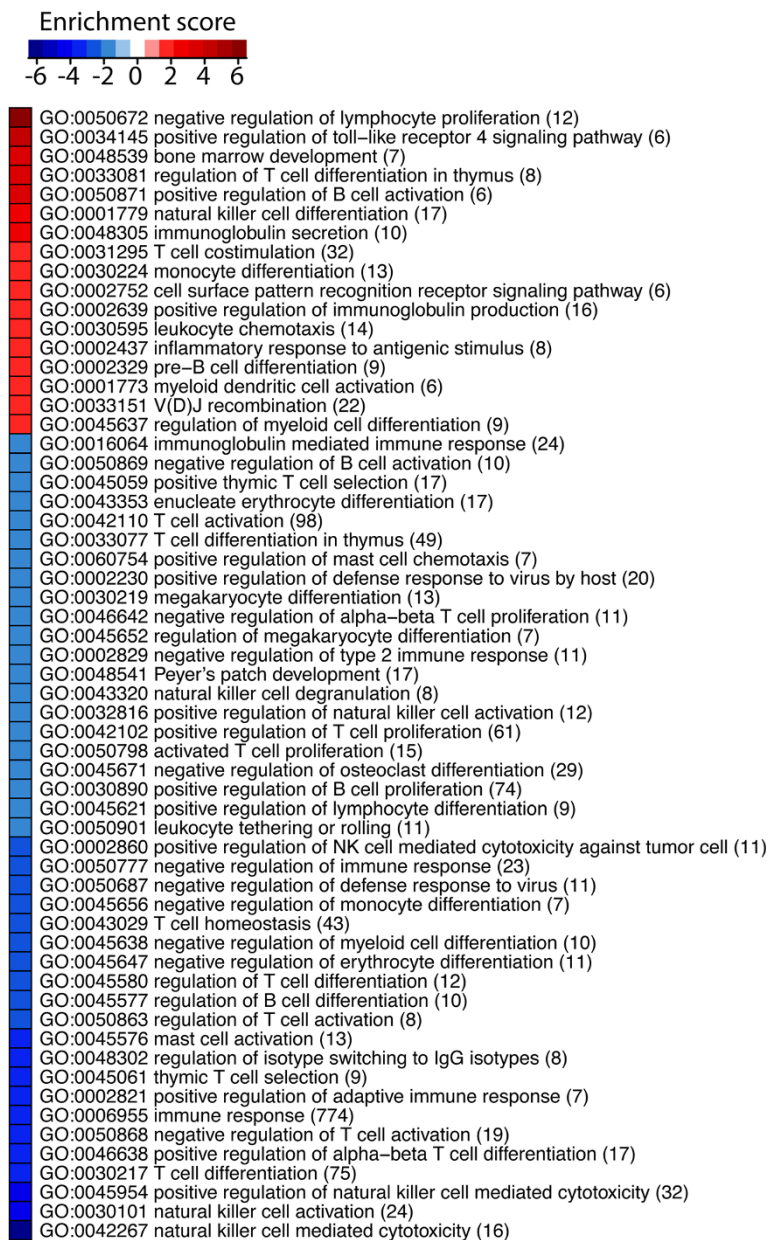 Enrichment score
-6 -4 -2 0 2 4 6
GO:0050672 negative regulation of lymphocyte proliferation (12)
GO:0034145 positive regulation of toll−like receptor 4 signaling pathway (6)
GO:0048539 bone marrow development (7)
GO:0033081 regulation of T cell differentiation in thymus (8)
GO:0050871 positive regulation of B cell activation (6)
GO:0001779 natural killer cell differentiation (17)
GO:0048305 immunoglobulin secretion (10)
GO:0031295 T cell costimulation (32)
GO:0030224 monocyte differentiation (13)
GO:0002752 cell surface pattern recognition receptor signaling pathway (6)
GO:0002639 positive regulation of immunoglobulin production (16)
GO:0030595 leukocyte chemotaxis (14)
GO:0002437 inflammatory response to antigenic stimulus (8)
GO:0002329 pre−B cell differentiation (9)
GO:0001773 myeloid dendritic cell activation (6)
GO:0033151 V(D)J recombination (22)
GO:0045637 regulation of myeloid cell differentiation (9)
GO:0016064 immunoglobulin mediated immune response (24)
GO:0050869 negative regulation of B cell activation (10)
GO:0045059 positive thymic T cell selection (17)
GO:0043353 enucleate erythrocyte differentiation (17)
GO:0042110 T cell activation (98)
GO:0033077 T cell differentiation in thymus (49)
GO:0060754 positive regulation of mast cell chemotaxis (7)
GO:0002230 positive regulation of defense response to virus by host (20)
GO:0030219 megakaryocyte differentiation (13)
GO:0046642 negative regulation of alpha−beta T cell proliferation (11)
GO:0045652 regulation of megakaryocyte differentiation (7)
GO:0002829 negative regulation of type 2 immune response (11)
GO:0048541 Peyer's patch development (17)
GO:0043320 natural killer cell degranulation (8)
GO:0032816 positive regulation of natural killer cell activation (12)
GO:0042102 positive regulation of T cell proliferation (61)
GO:0050798 activated T cell proliferation (15)
GO:0045671 negative regulation of osteoclast differentiation (29)
GO:0030890 positive regulation of B cell proliferation (74)
GO:0045621 positive regulation of lymphocyte differentiation (9)
GO:0050901 leukocyte tethering or rolling (11)
GO:0002860 positive regulation of NK cell mediated cytotoxicity against tumor cell (11)
GO:0050777 negative regulation of immune response (23)
GO:0050687 negative regulation of defense response to virus (11)
GO:0045656 negative regulation of monocyte differentiation (7)
GO:0043029 T cell homeostasis (43)
GO:0045638 negative regulation of myeloid cell differentiation (10)
GO:0045647 negative regulation of erythrocyte differentiation (11)
GO:0045580 regulation of T cell differentiation (12)
GO:0045577 regulation of B cell differentiation (10)
GO:0050863 regulation of T cell activation (8)
GO:0045576 mast cell activation (13)
GO:0048302 regulation of isotype switching to IgG isotypes (8)
GO:0045061 thymic T cell selection (9)
GO:0002821 positive regulation of adaptive immune response (7)
GO:0006955 immune response (774)
GO:0050868 negative regulation of T cell activation (19)
GO:0046638 positive regulation of alpha−beta T cell differentiation (17)
GO:0030217 T cell differentiation (75)
GO:0045954 positive regulation of natural killer cell mediated cytotoxicity (32)
GO:0030101 natural killer cell activation (24)
GO:0042267 natural killer cell mediated cytotoxicity (16)